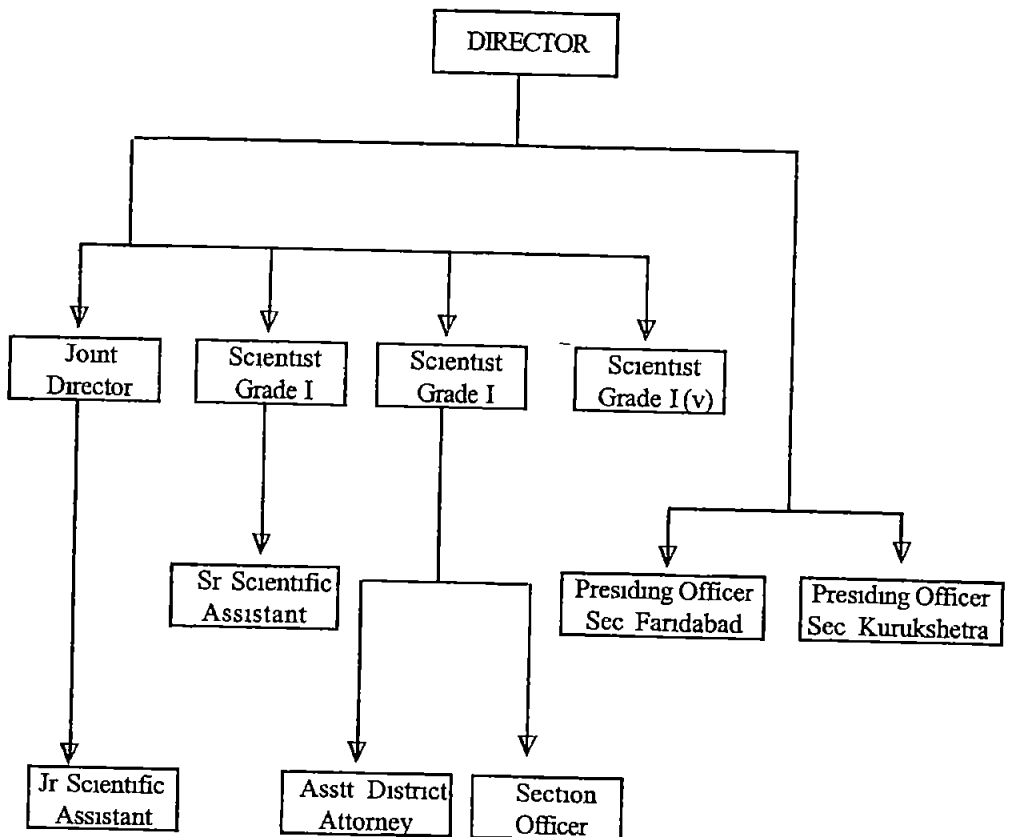 DIRECTOR
Joint
Director
Scientist
Grade I
Scientist
Grade I
Scientist
Grade I (v)
Sr Scientific
Assistant
Presiding Officer
Sec Faridabad
Presiding Officer
Sec Kurukshetra
Jr Scientific
Assistant
Asstt District
Attorney
Section
Officer